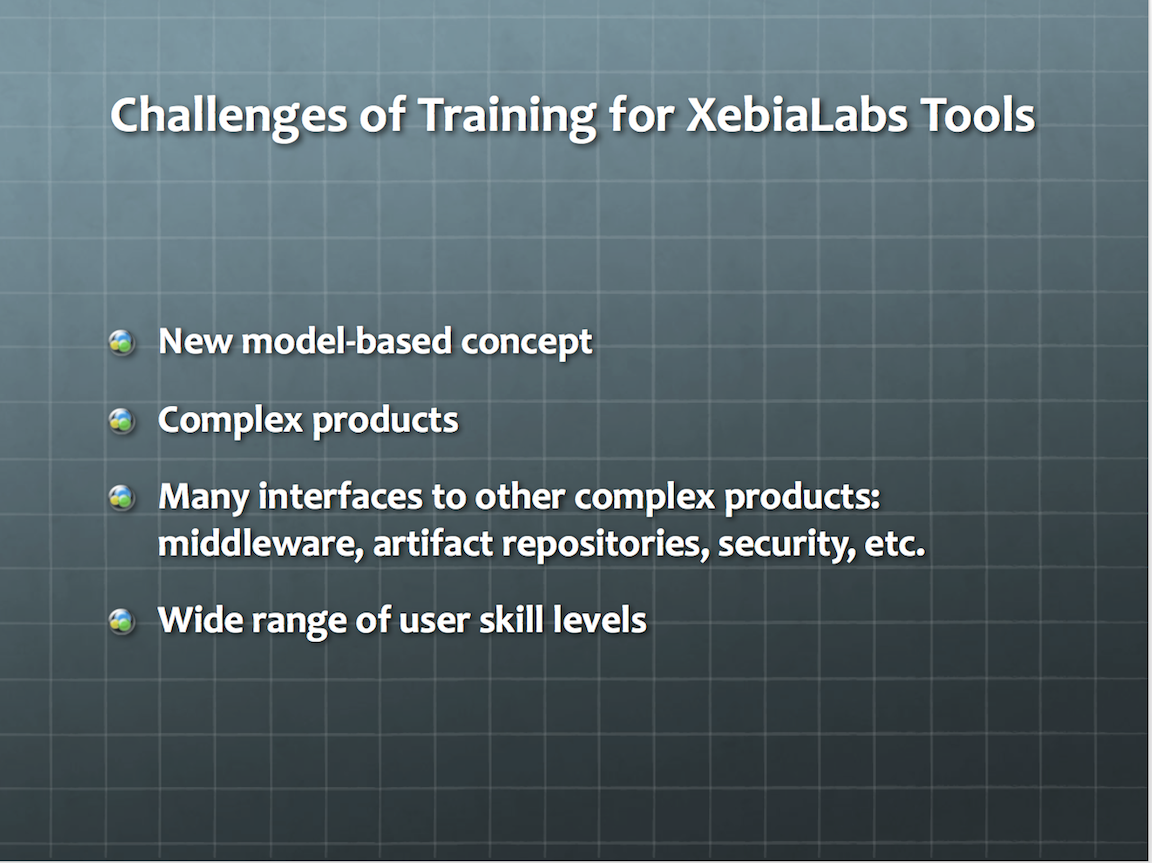 Challenges of Training for XebiaLabs Tools
New model-based concept
Complex products
Many interfaces to other complex products:
middleware, artifact repositories, security, etc.
Wide range of user skill levels